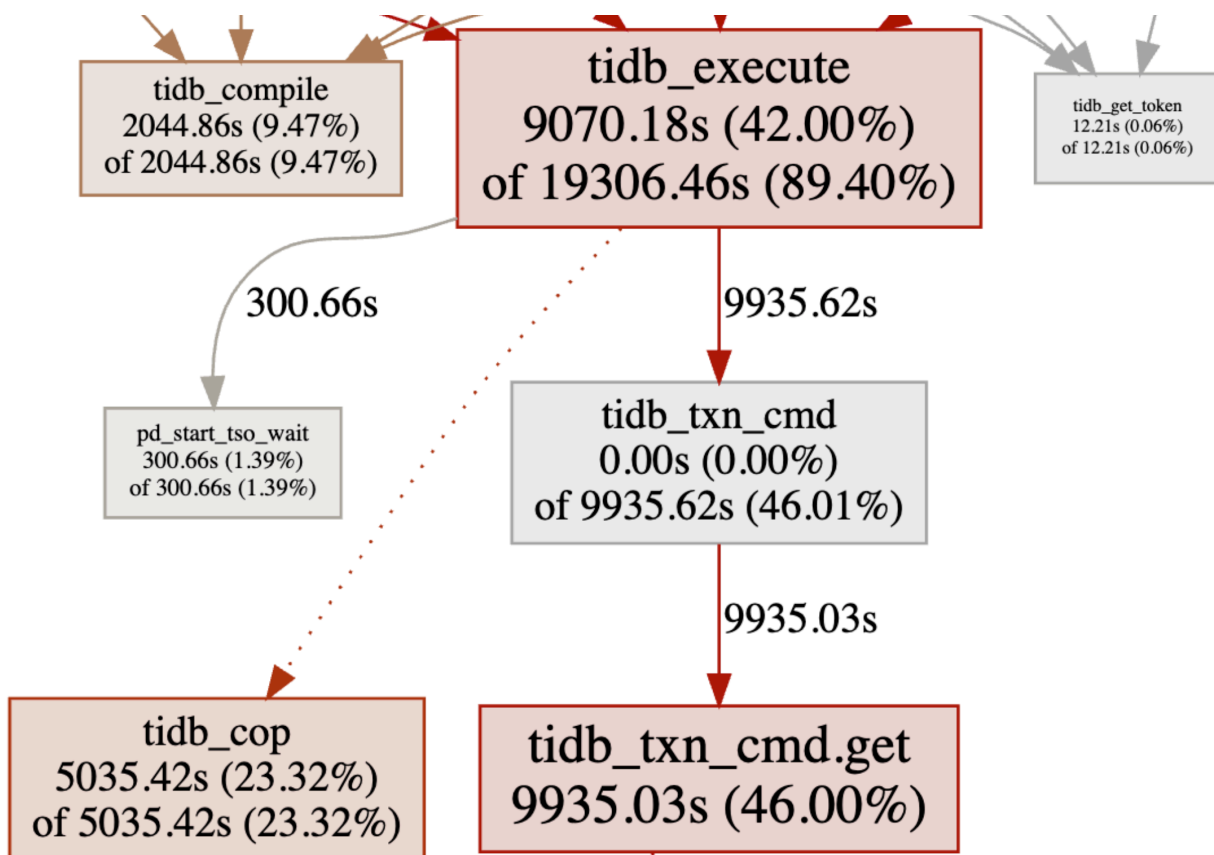 tidb_compile
2044.86s (9.47%)
of 2044.86s (9.47%)
tidb_execute
9070.18s (42.00%)
of 19306.46s (89.40%)
tidb_get_token
12.21s (0.06%)
of 12.21s (0.06%)
300.66s
9935.62s
pd_start_tso_wait
300.66s (1.39%)
of 300.66s (1.39%)
tidb_txn_cmd
0.00s (0.00%)
of 9935.62s (46.01%)
9935.03s
tidb_cop
5035.42s (23.32%)
of 5035.42s (23.32%)
tidb_txn_cmd.get
9935.03s (46.00%)